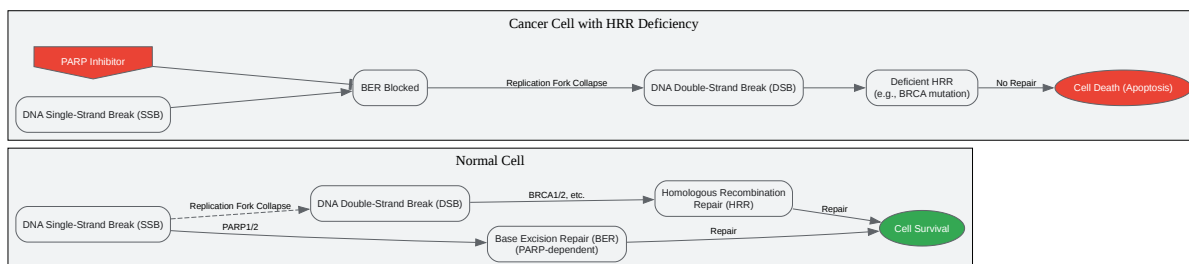 Cancer Cell with HRR Deficiency
PARP Inhibitor
DNA Single-Strand Break (SSB)
BER Blocked
Replication Fork Collapse
DNA Double-Strand Break (DSB)
Deficient HRR
(e.g., BRCA mutation)
No Repair
Cell Death (Apoptosis)
Normal Cell
DNA Single-Strand Break (SSB)
Replication Fork Collapse
PARP1/2
DNA Double-Strand Break (DSB)
BRCA1/2, etc.
Base Excision Repair (BER)
(PARP-dependent)
Homologous Recombination
Repair (HRR)
Repair
Repair
Cell Survival